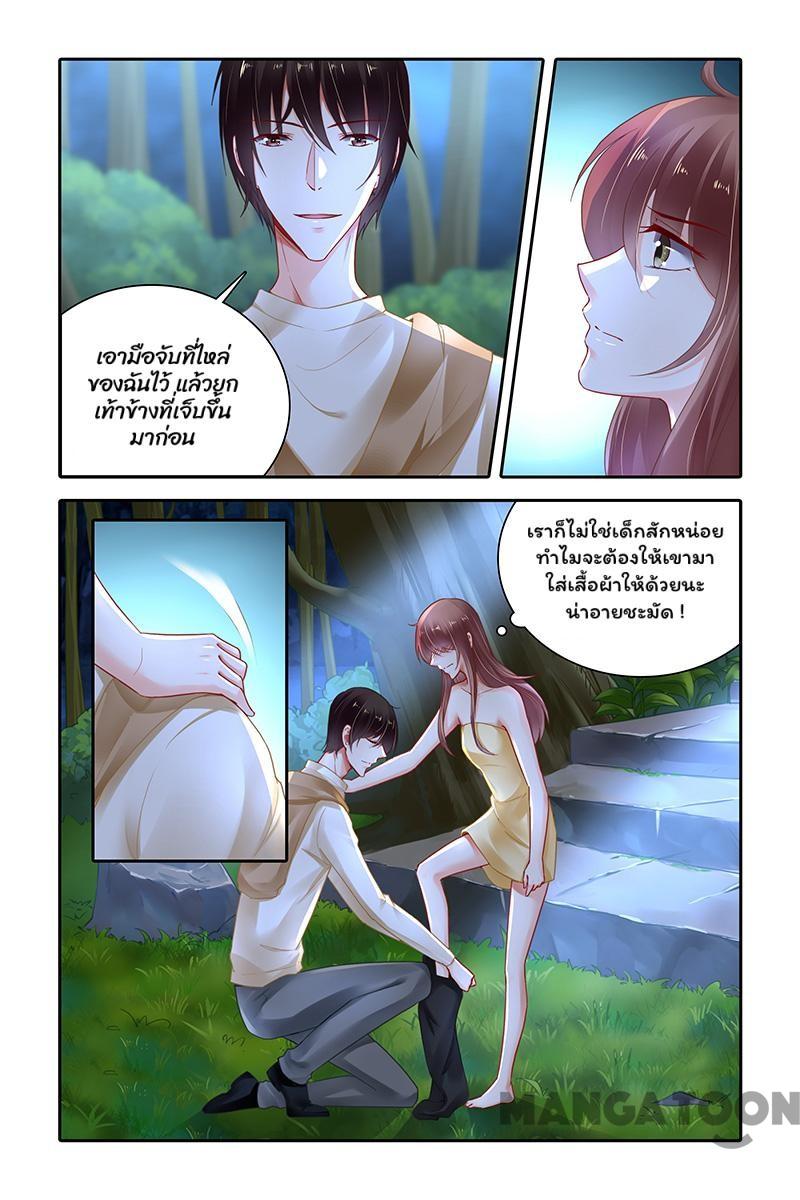 เอามือจับที่ไหล่
ของฉันไว้ แล้วยก
เท้าข้างที่เจ็บขึ้น
มาก่อน
เราก็ไม่ใช่เด็กสักหน่อย
ทำไมจะต้องให้เขามา
ใส่เสื้อผ้าให้ด้วยนะ
น่าอายชะมัด !
MANGATOON